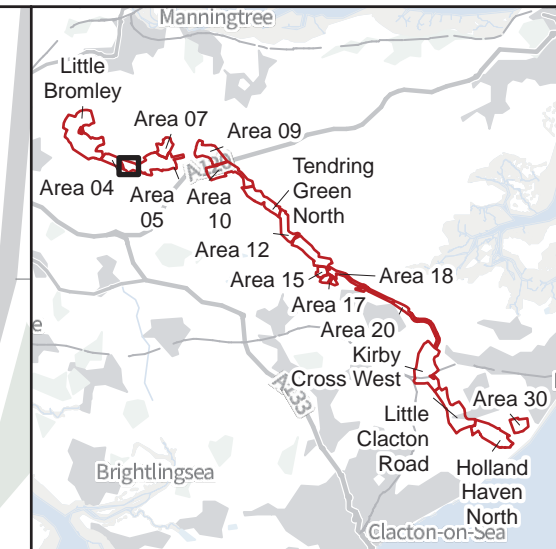 Manningtree
Little
Bromley
Area 07
Area 09
A120
Area 04
Area
05
Area
10
Tendring
Green
North
Area 12
Area 15
Area 18
Area 17
Area 20
e
Kirby
Cross West
A133
Area 30
Little
Clacton
Road
Holland
Haven
North
Brightlingsea
Clacton-on-Sea